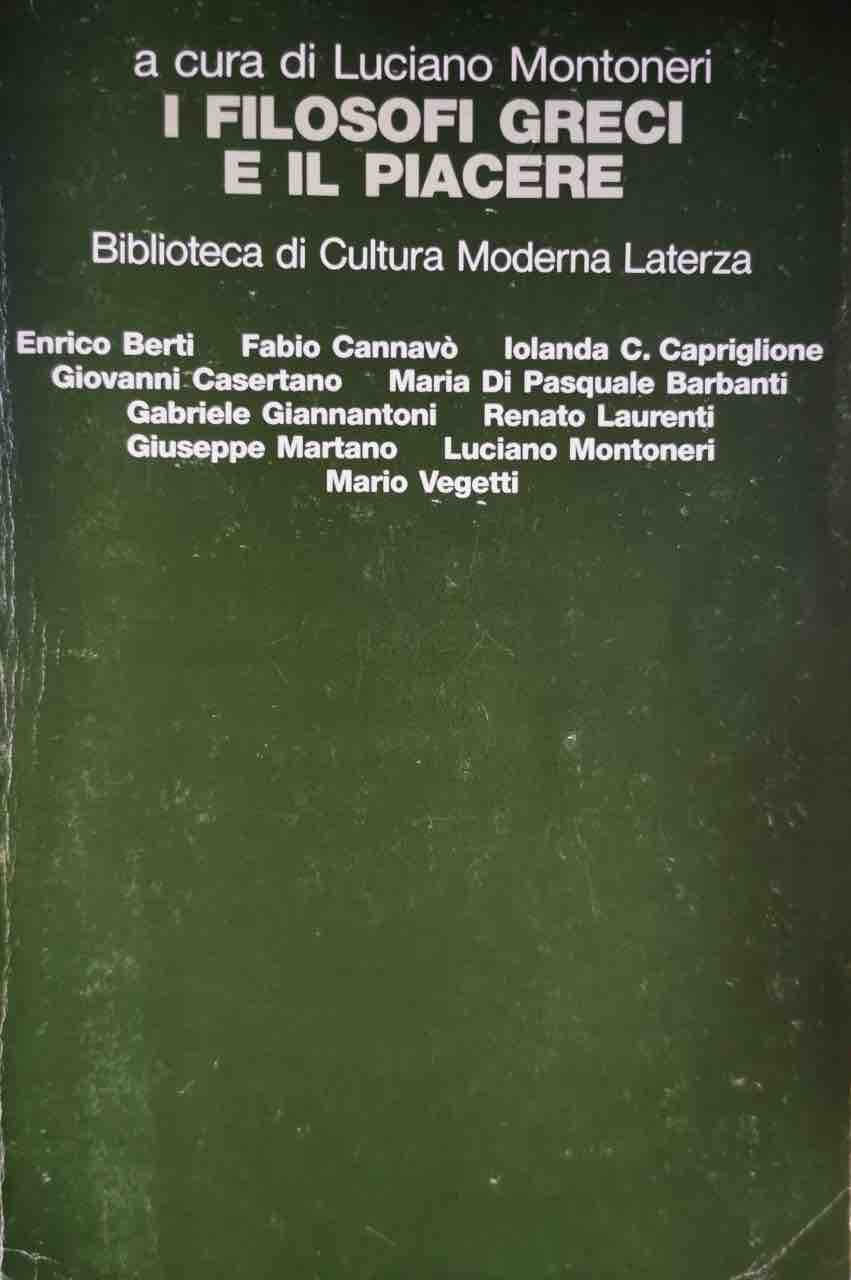 a cura di Luciano Montoneri
I FILOSOFI GRECI
E IL PIACERE
Biblioteca di Cultura Moderna Laterza
Enrico Berti Fabio Cannavò Iolanda C. Capriglione
Giovanni Casertano Maria Di Pasquale Barbanti
Gabriele Giannantoni Renato Laurenti
Giuseppe Martano Luciano Montoneri
Mario Vegetti